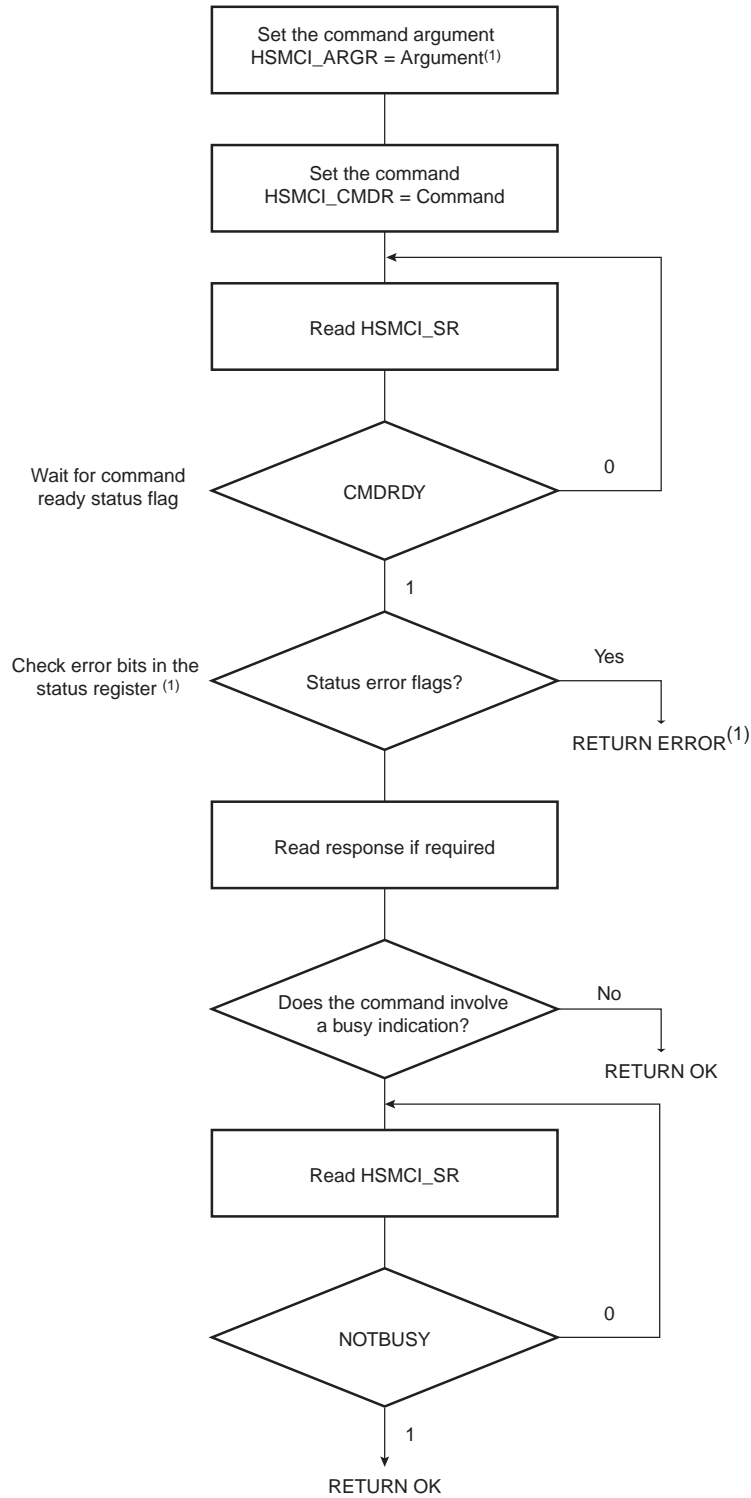 Set the command argument
HSMCI_ARGR = Argument(1)
Set the command
HSMCI_CMDR = Command
Read HSMCI_SR
Wait for command
ready status flag
CMDRDY
0
1
Check error bits in the
status register (1)
Status error flags?
Yes
RETURN ERROR(1)
Read response if required
Does the command involve
a busy indication?
No
RETURN OK
Read HSMCI_SR
NOTBUSY
0
1
RETURN OK